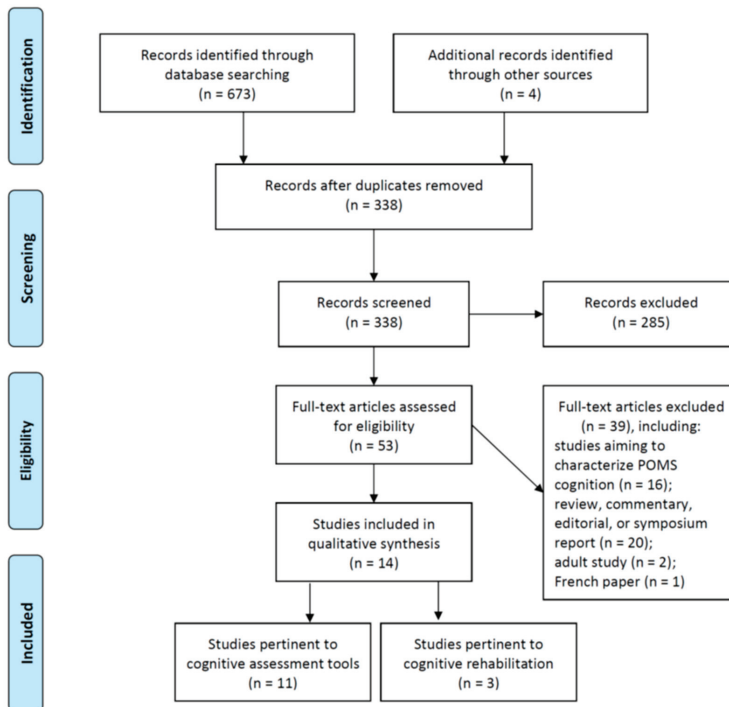 Identification
Records identified through
database searching
(n = 673)
Additional records identified
through other sources
(n = 4)
Records after duplicates removed
(n = 338)
Screening
Records screened
(n = 338)
Records excluded
(n = 285)
Eligibility
Full-text articles assessed
for eligibility
(n = 53)
Full-text articles excluded
(n = 39), including:
studies aiming to
characterize POMS
cognition (n = 16);
review, commentary,
editorial, or symposium
report (n = 20);
adult study (n = 2);
French paper (n = 1)
Studies included in
qualitative synthesis
(n = 14)
Included
Studies pertinent to
cognitive assessment tools
(n = 11)
Studies pertinent to
cognitive rehabilitation
(n = 3)